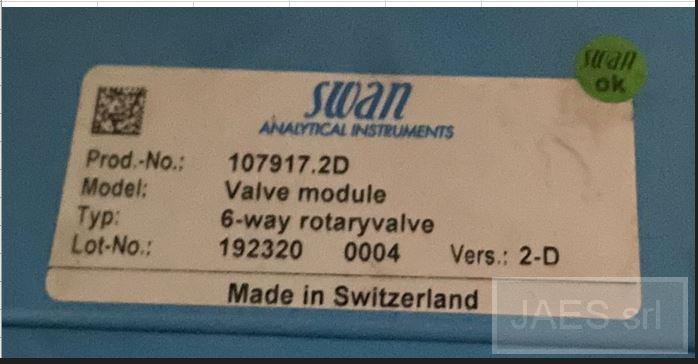 swan
ok
swan
ANALYTICAL INSTRUMENTS
Prod.-No.: 107917.2D
Model: Valve module
Typ: 6-way rotaryvalve
Lot-No.: 192320 0004 Vers.: 2-D
Made in Switzerland
JAES srl